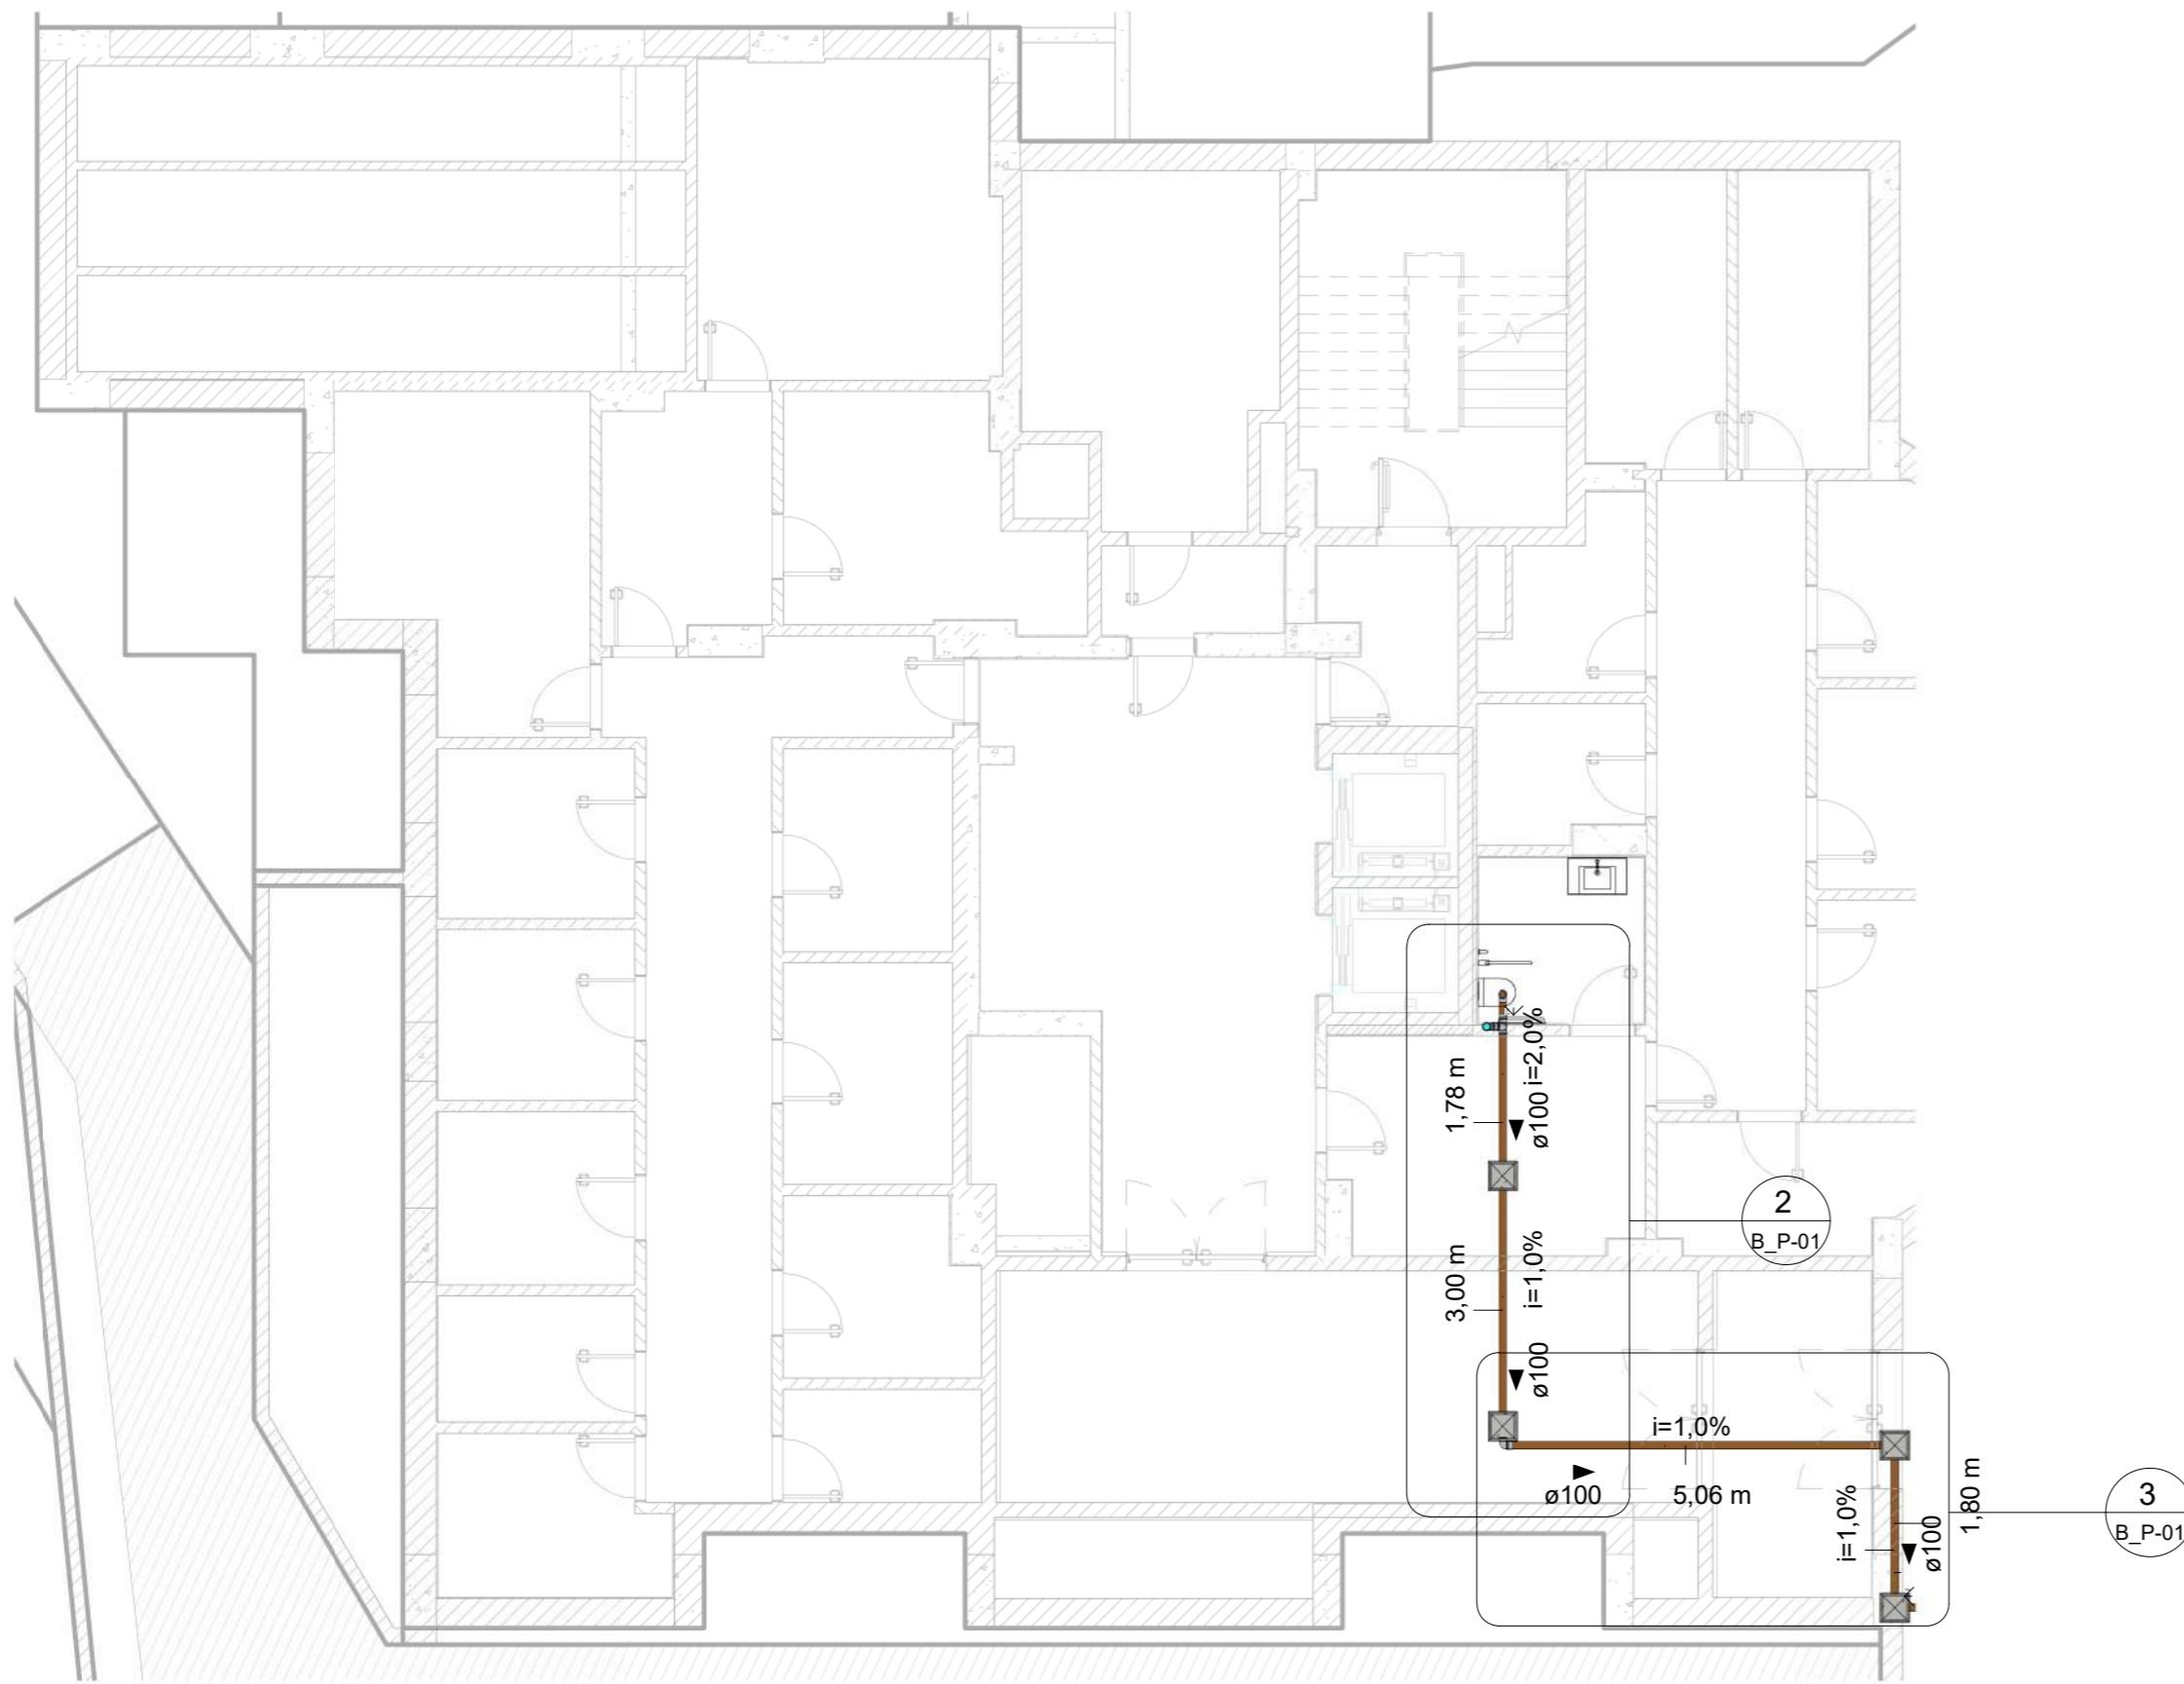 1,78 m
ø100 i=2,0%
2
B_P-01
3,00 m
i=1,0%
ø100
i=1,0%
ø100
5,06 m
i=1,0%
ø100
1,80 m
3
B_P-01